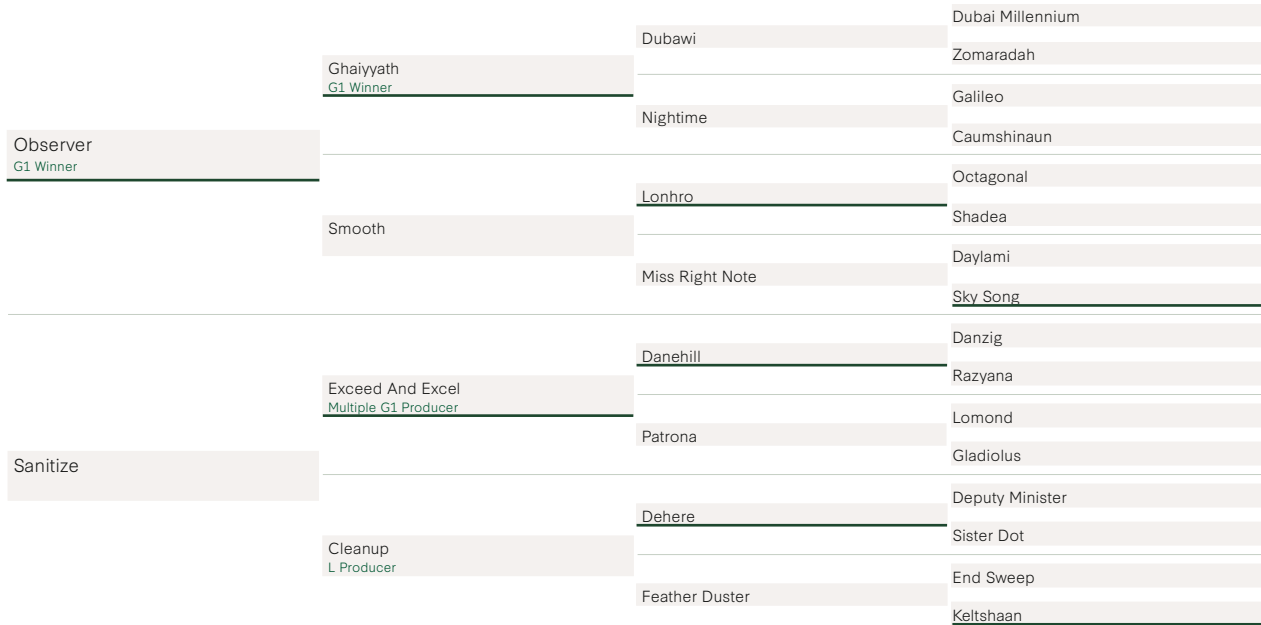 Observer
G1 Winner
Sanitize
Ghaiyyath
G1 Winner
Smooth
Exceed And Excel
Multiple G1 Producer
Cleanup
L Producer
Dubawi
Nightime
Lonhro
Miss Right Note
Danehill
Patrona
Dehere
Feather Duster
Dubai Millennium
Zomaradah
Galileo
Caumshinaun
Octagonal
Shadea
Daylami
Sky Song
Danzig
Razyana
Lomond
Gladiolus
Deputy Minister
Sister Dot
End Sweep
Keltshaan